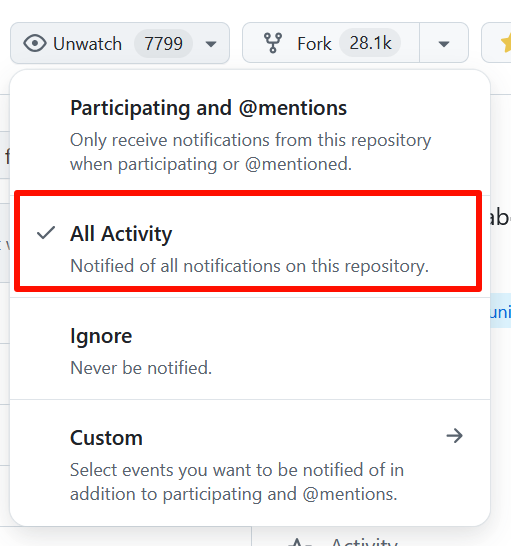 Unwatch 7799 Fork 28.1k
Participating and @mentions
Only receive notifications from this repository
when participating or @mentioned.
All Activity
Notified of all notifications on this repository.
Ignore
Never be notified.
Custom
Select events you want to be notified of in
addition to participating and @mentions.